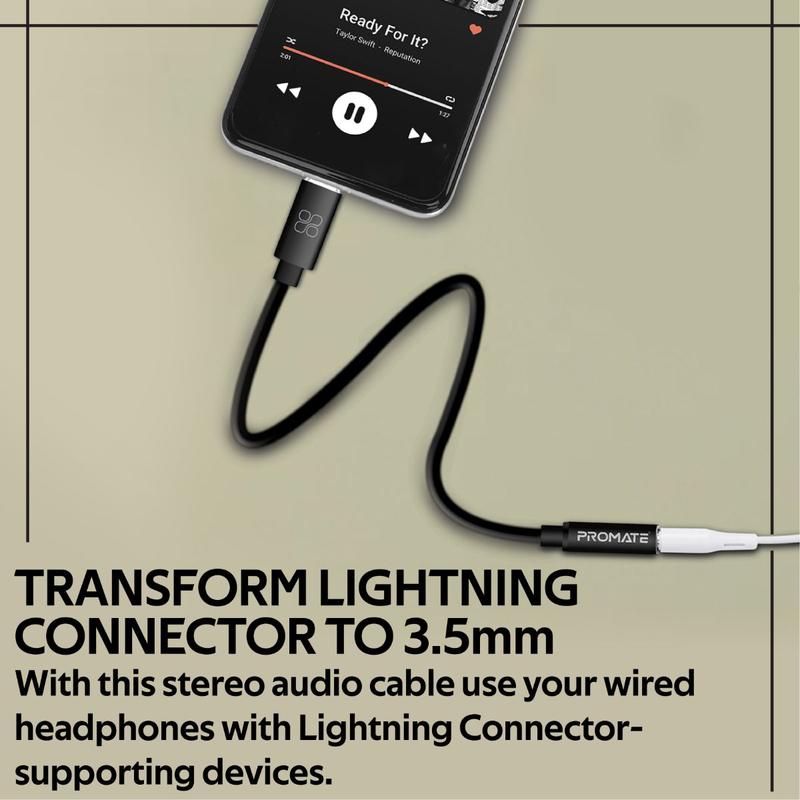 Ready For It?
Taylor Swift - Reputation
2:01
1:27
PROMATE
TRANSFORM LIGHTNING
CONNECTOR TO 3.5mm
With this stereo audio cable use your wired
headphones with Lightning Connector-
supporting devices.